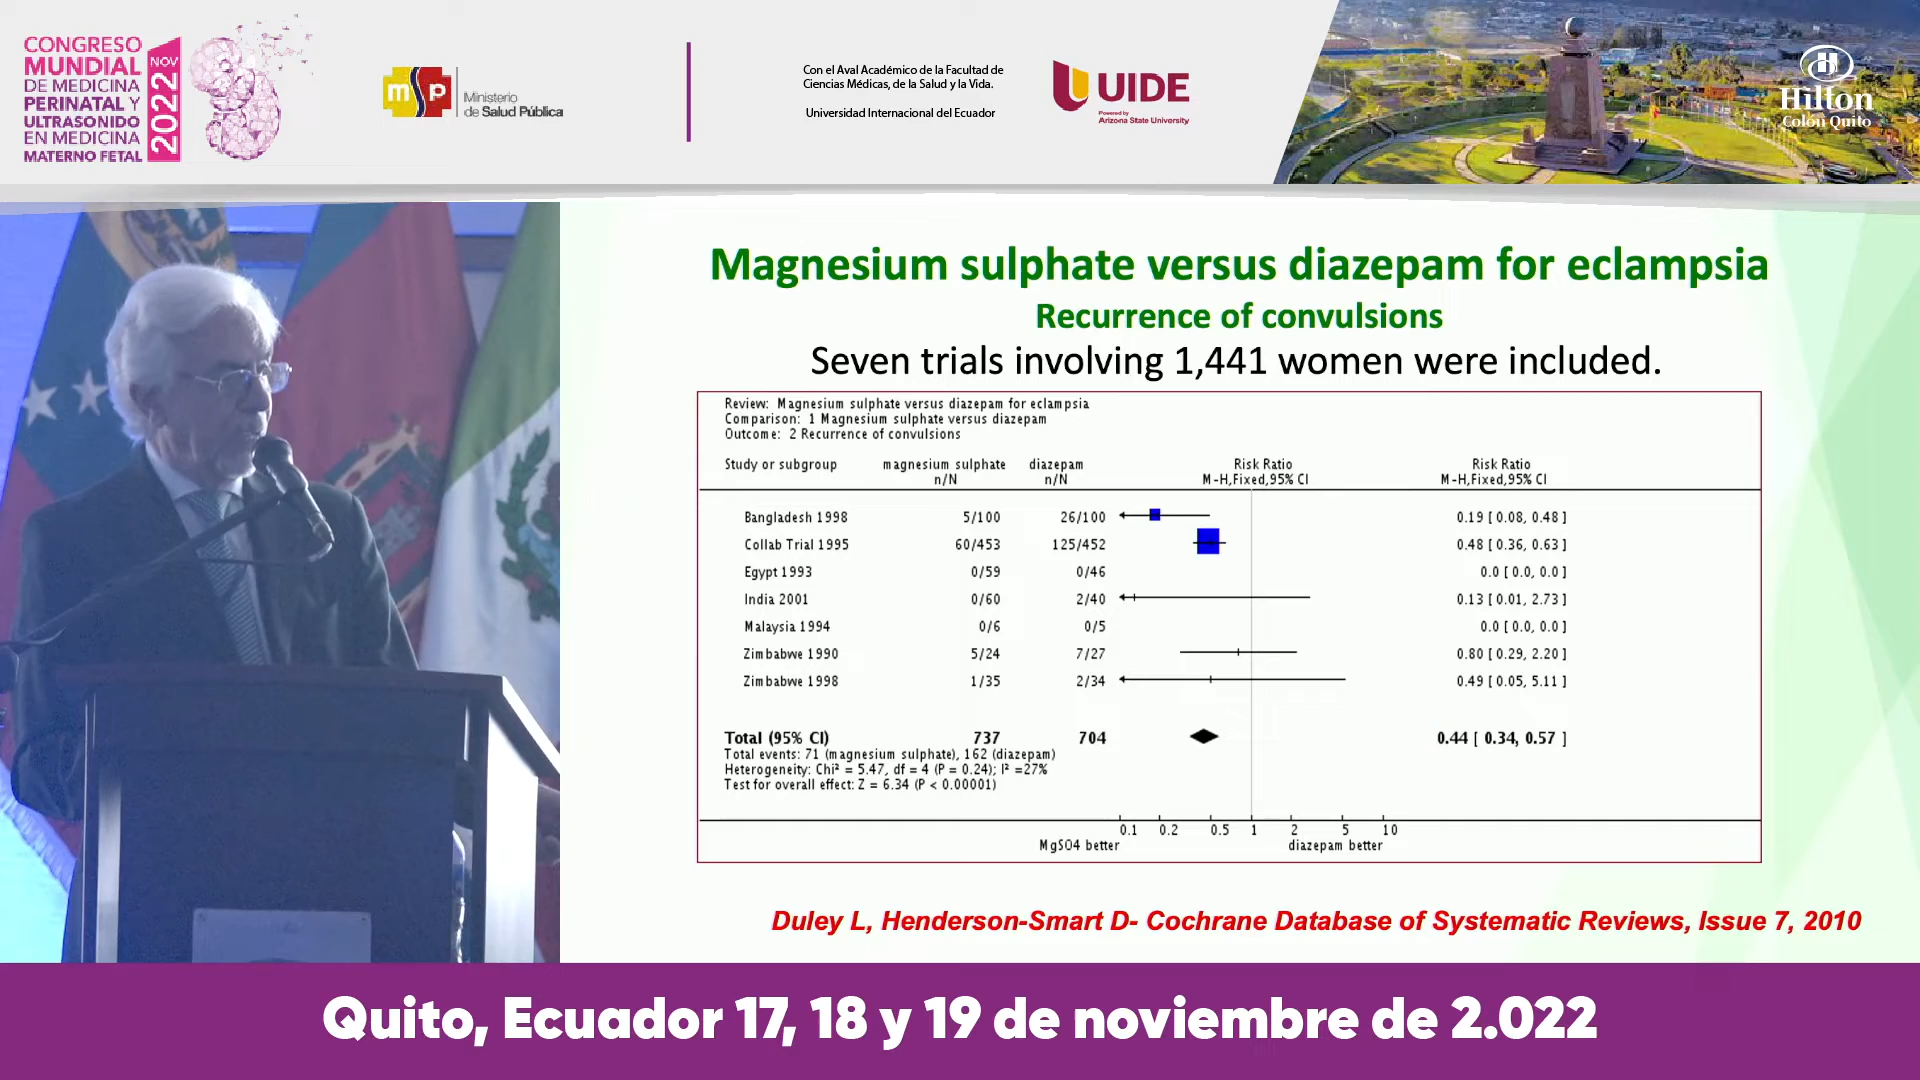 CONGRESO
MUNDIAL
DE MEDICINA
PERINATAL Y
ULTRASONIDO
EN MEDICINA
MATERNO FETAL
NOV
2022
msp
Ministerio
de Salud Pública
Con el Aval Académico de la Facultad de
Ciencias Médicas, de la Salud y la Vida.
Universidad Internacional del Ecuador
UIDE
Powered by
Arizona State University
Hilton
Colón Quito
Magnesium sulphate versus diazepam for eclampsia
Recurrence of convulsions
Seven trials involving 1,441 women were included.
Review: Magnesium sulphate versus diazepam for eclampsia
Comparison: 1 Magnesium sulphate versus diazepam
Outcome: 2 Recurrence of convulsions
Study or subgroup magnesium sulphate diazepam Risk Ratio Risk Ratio
n/N n/N M-H,Fixed,95% CI M-H,Fixed,95% CI
Bangladesh 1998 5/100 26/100 0.19 [ 0.08, 0.48 ]
Collab Trial 1995 60/453 125/452 0.48 [ 0.36, 0.63 ]
Egypt 1993 0/59 0/46 0.0 [ 0.0, 0.0 ]
India 2001 0/60 2/40 0.13 [ 0.01, 2.73 ]
Malaysia 1994 0/6 0/5 0.0 [ 0.0, 0.0 ]
Zimbabwe 1990 5/24 7/27 0.80 [ 0.29, 2.20 ]
Zimbabwe 1998 1/35 2/34 0.49 [ 0.05, 5.11 ]
Total (95% CI) 737 704 0.44 [ 0.34, 0.57 ]
Total events: 71 (magnesium sulphate), 162 (diazepam)
Heterogeneity: Chi² = 5.47, df = 4 (P = 0.24); I² =27%
Test for overall effect: Z = 6.34 (P < 0.00001)
0.1 0.2 0.5 1 2 5 10
MgSO4 better diazepam better
Duley L, Henderson-Smart D- Cochrane Database of Systematic Reviews, Issue 7, 2010
Quito, Ecuador 17, 18 y 19 de noviembre de 2.022